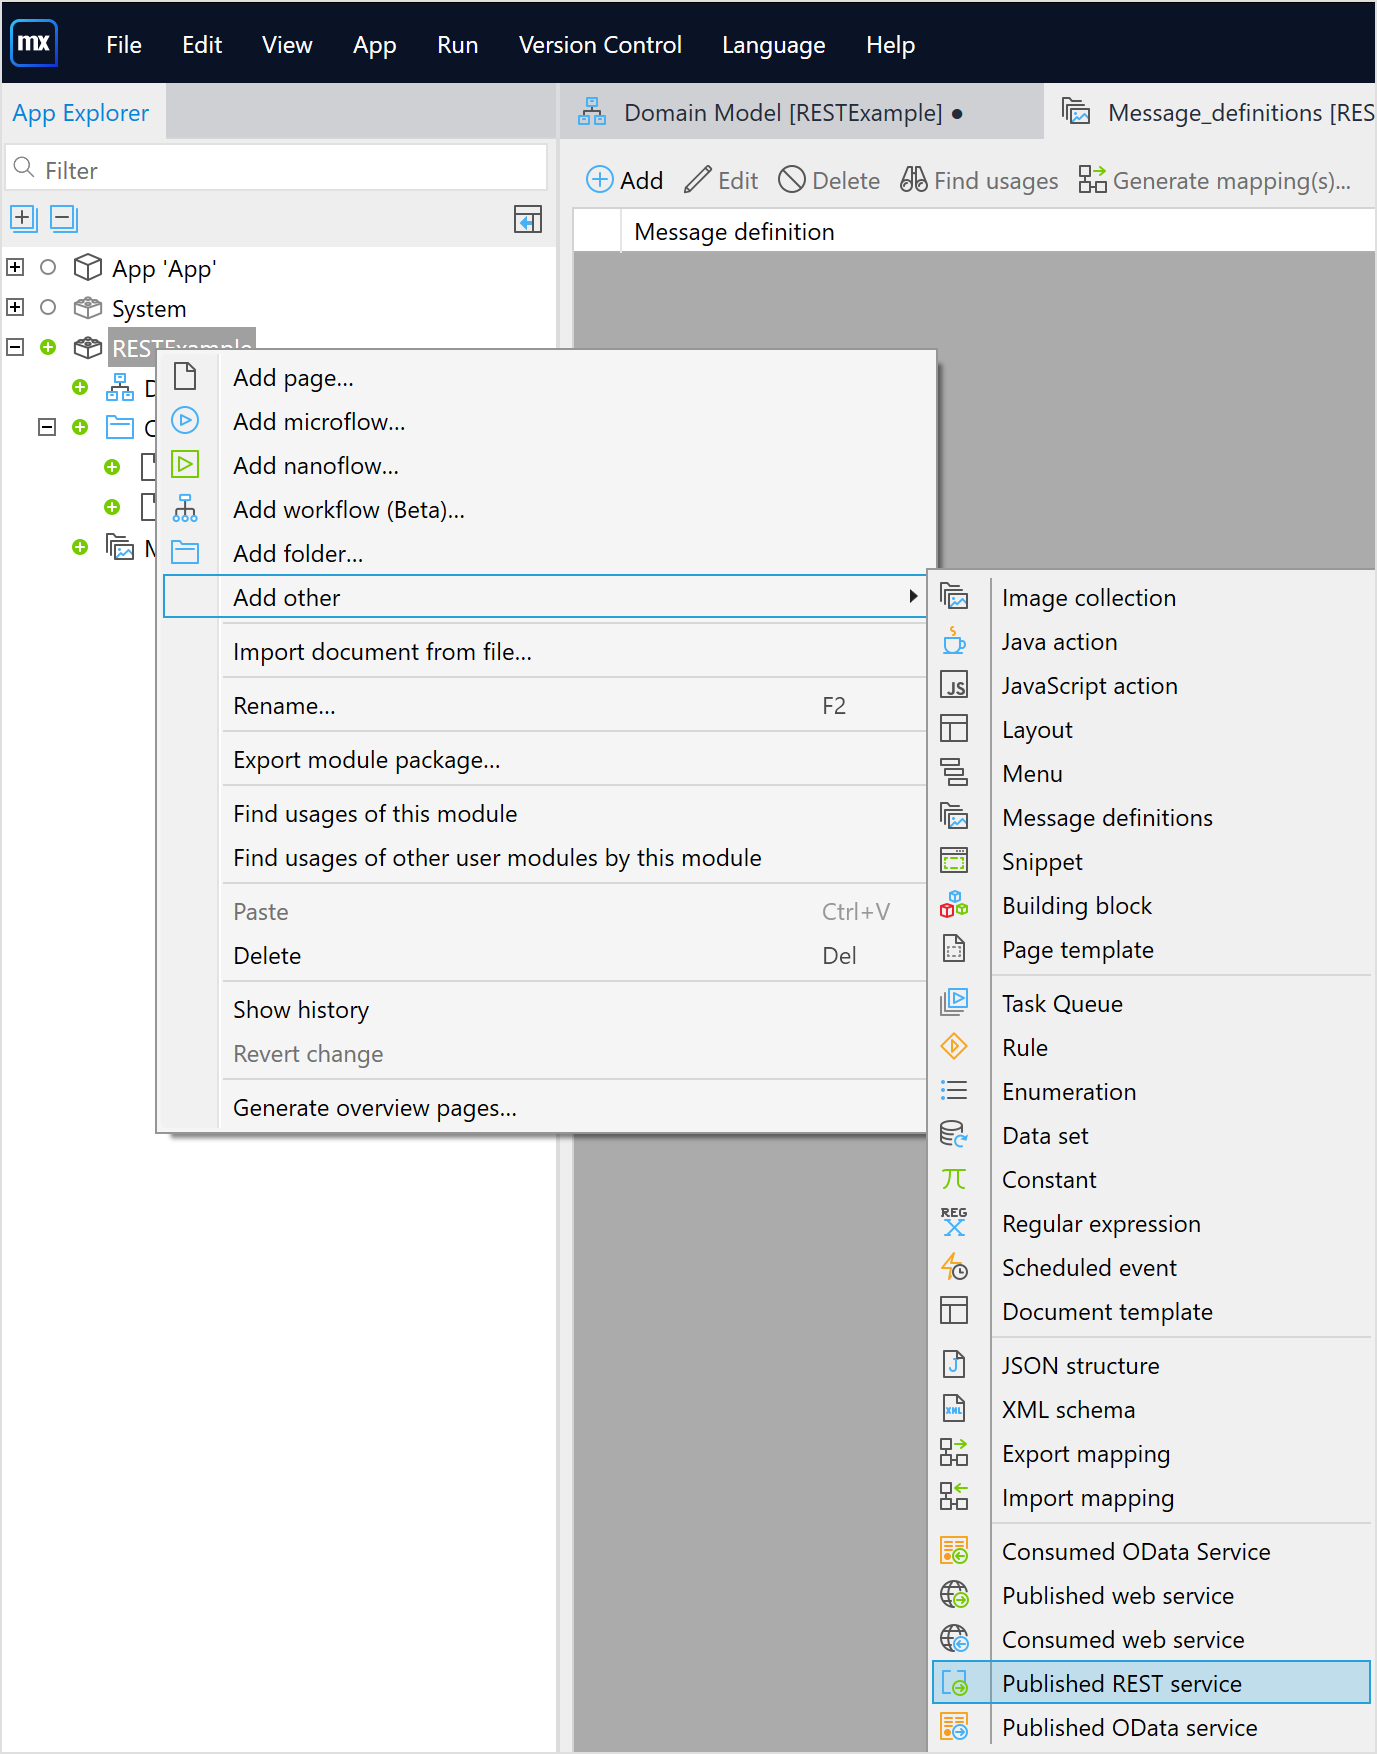 mx File Edit View App Run Version Control Language Help
App Explorer
Domain Model [RESTExample] ● Message_definitions [RES
Filter
Add Edit Delete Find usages Generate mapping(s)...
Message definition
App 'App'
System
RESTExample
D
C
M
Add page...
Add microflow...
Add nanoflow...
Add workflow (Beta)...
Add folder...
Add other
Import document from file...
Rename... F2
Export module package...
Find usages of this module
Find usages of other user modules by this module
Paste Ctrl+V
Delete Del
Show history
Revert change
Generate overview pages...
Image collection
Java action
JS JavaScript action
Layout
Menu
Message definitions
Snippet
Building block
Page template
Task Queue
Rule
Enumeration
Data set
Constant
REG Regular expression
Scheduled event
Document template
J JSON structure
XML XML schema
Export mapping
Import mapping
Consumed OData Service
Published web service
Consumed web service
Published REST service
Published OData service